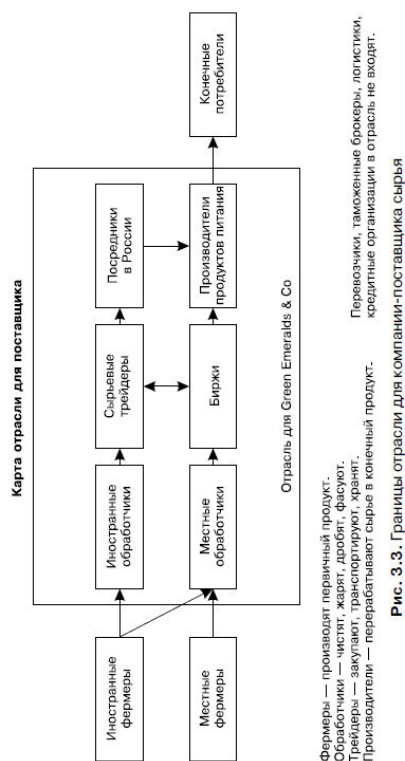 Карта отрасли для поставщика
Иностранные
фермеры
Иностранные
обработчики
Сырьевые
трейдеры
Посредники
в России
Местные
фермеры
Местные
обработчики
Биржи
Производители
продуктов питания
Конечные
потребители
Отрасль для Green Emeralds & Co
Фермеры — производят первичный продукт.
Обработчики — чистят, жарят, дробят, фасуют.
Трейдеры — закупают, транспортируют, хранят.
Производители — перерабатывают сырье в конечный продукт.
Перевозчики, таможенные брокеры, логистики,
кредитные организации в отрасль не входят.
Рис. 3.3. Границы отрасли для компании-поставщика сырья